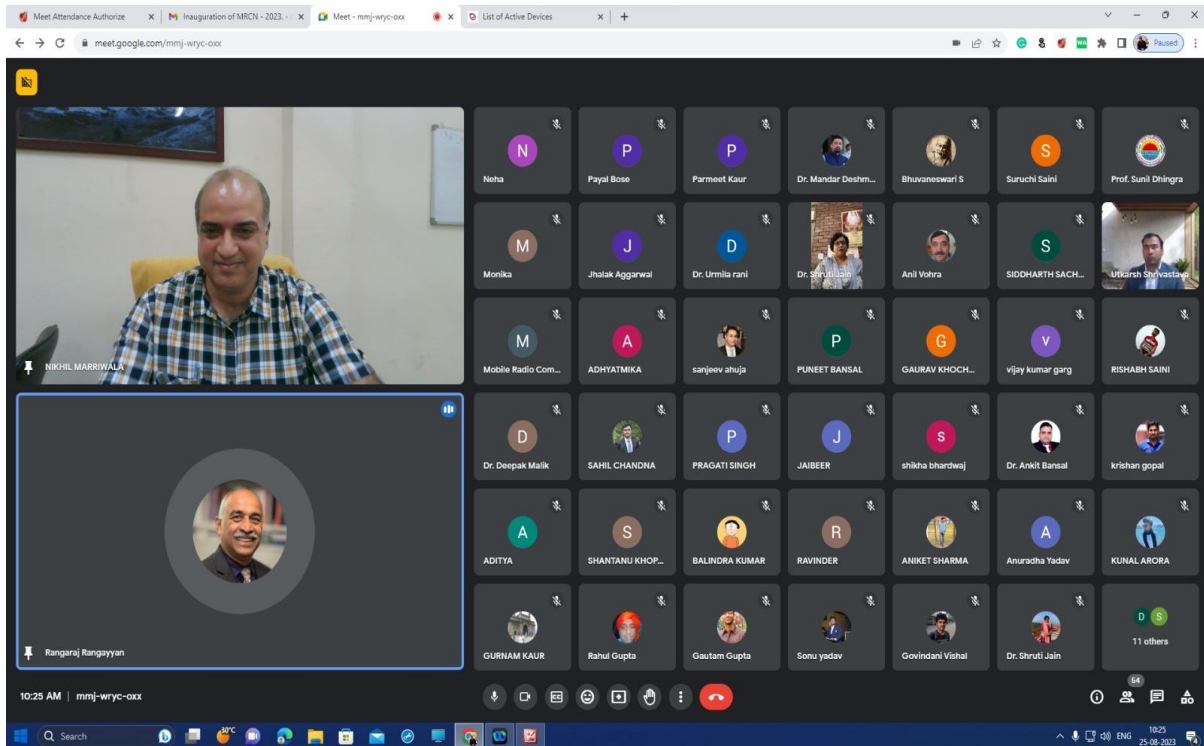 Meet Attendance Authorize
Inauguration of MRCN - 2023. -
Meet - mmj-wryc-oxx
List of Active Devices
meet.google.com/mmj-wryc-oxx
Paused
NIKHIL MARRIWALA
Rangaraj Rangayyan
N P P S
Neha
Payal Bose
Parmeet Kaur
Dr. Mandar Deshm...
Bhuvaneswari S
Suruchi Saini
Prof. Sunil Dhingra
M J D S
Monika
Jhalak Aggarwal
Dr. Urmila rani
Dr. Shruti Jain
Anil Vohra
SIDDHARTH SACH...
Utkarsh Shrivastava
M A P G v
Mobile Radio Com...
ADHYATMIKA
sanjeev ahuja
PUNEET BANSAL
GAURAV KHOCH...
vijay kumar garg
RISHABH SAINI
D P J s
Dr. Deepak Malik
SAHIL CHANDNA
PRAGATI SINGH
JAIBEER
shikha bhardwaj
Dr. Ankit Bansal
krishan gopal
A S R A
ADITYA
SHANTANU KHOP...
BALINDRA KUMAR
RAVINDER
ANIKET SHARMA
Anuradha Yadav
KUNAL ARORA
D S
GURNAM KAUR
Rahul Gupta
Gautam Gupta
Sonu yadav
Govindani Vishal
Dr. Shruti Jain
11 others
10:25 AM | mmj-wryc-oxx
CC
54
Search
30°C
ENG
10:25
25-08-2023